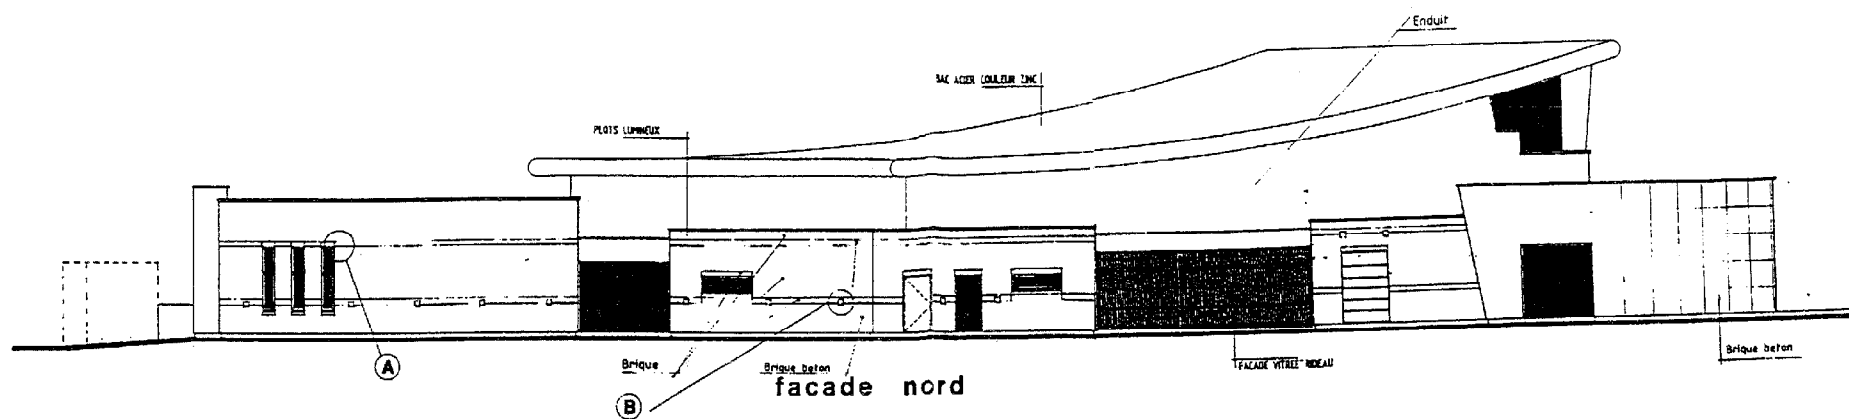 Enduit
BAC ACIER COULEUR ZINC
PLOTS LUMINEUX
Brique
Brique beton
FACADE VITREE RIDEAU
Brique beton
A
facade nord
B